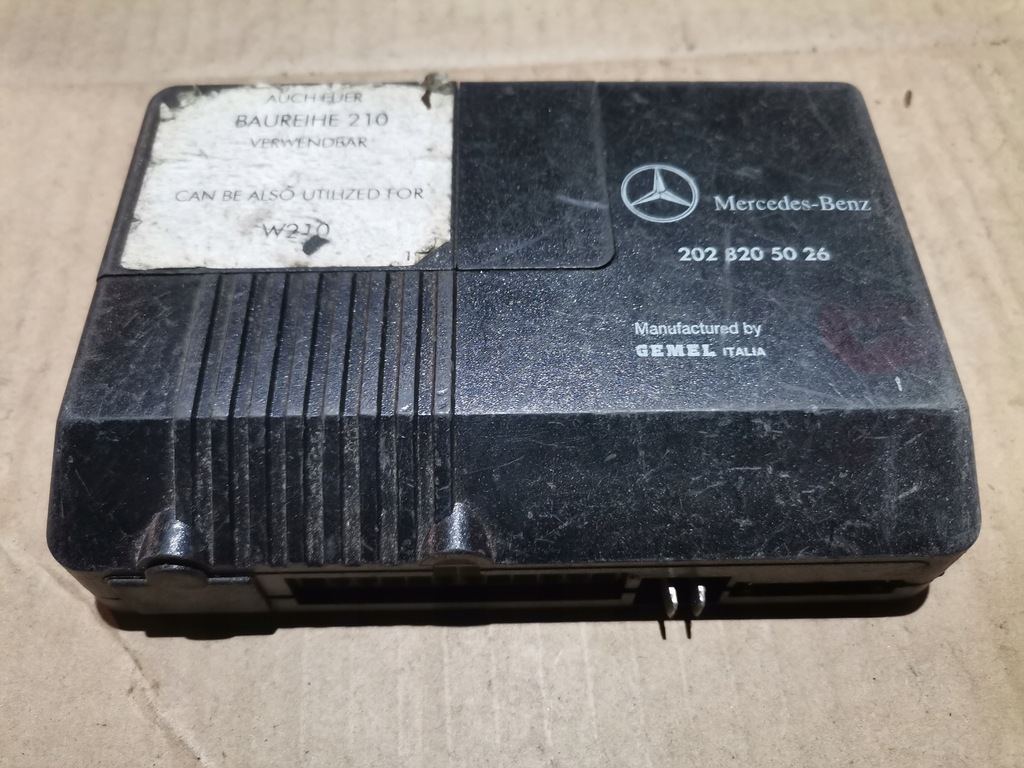 AUCH FUER
BAUREIHE 210
VERWENDBAR
CAN BE ALSO UTILIZED FOR
W210
Mercedes-Benz
202 820 50 26
Manufactured by
GEMEL ITALIA